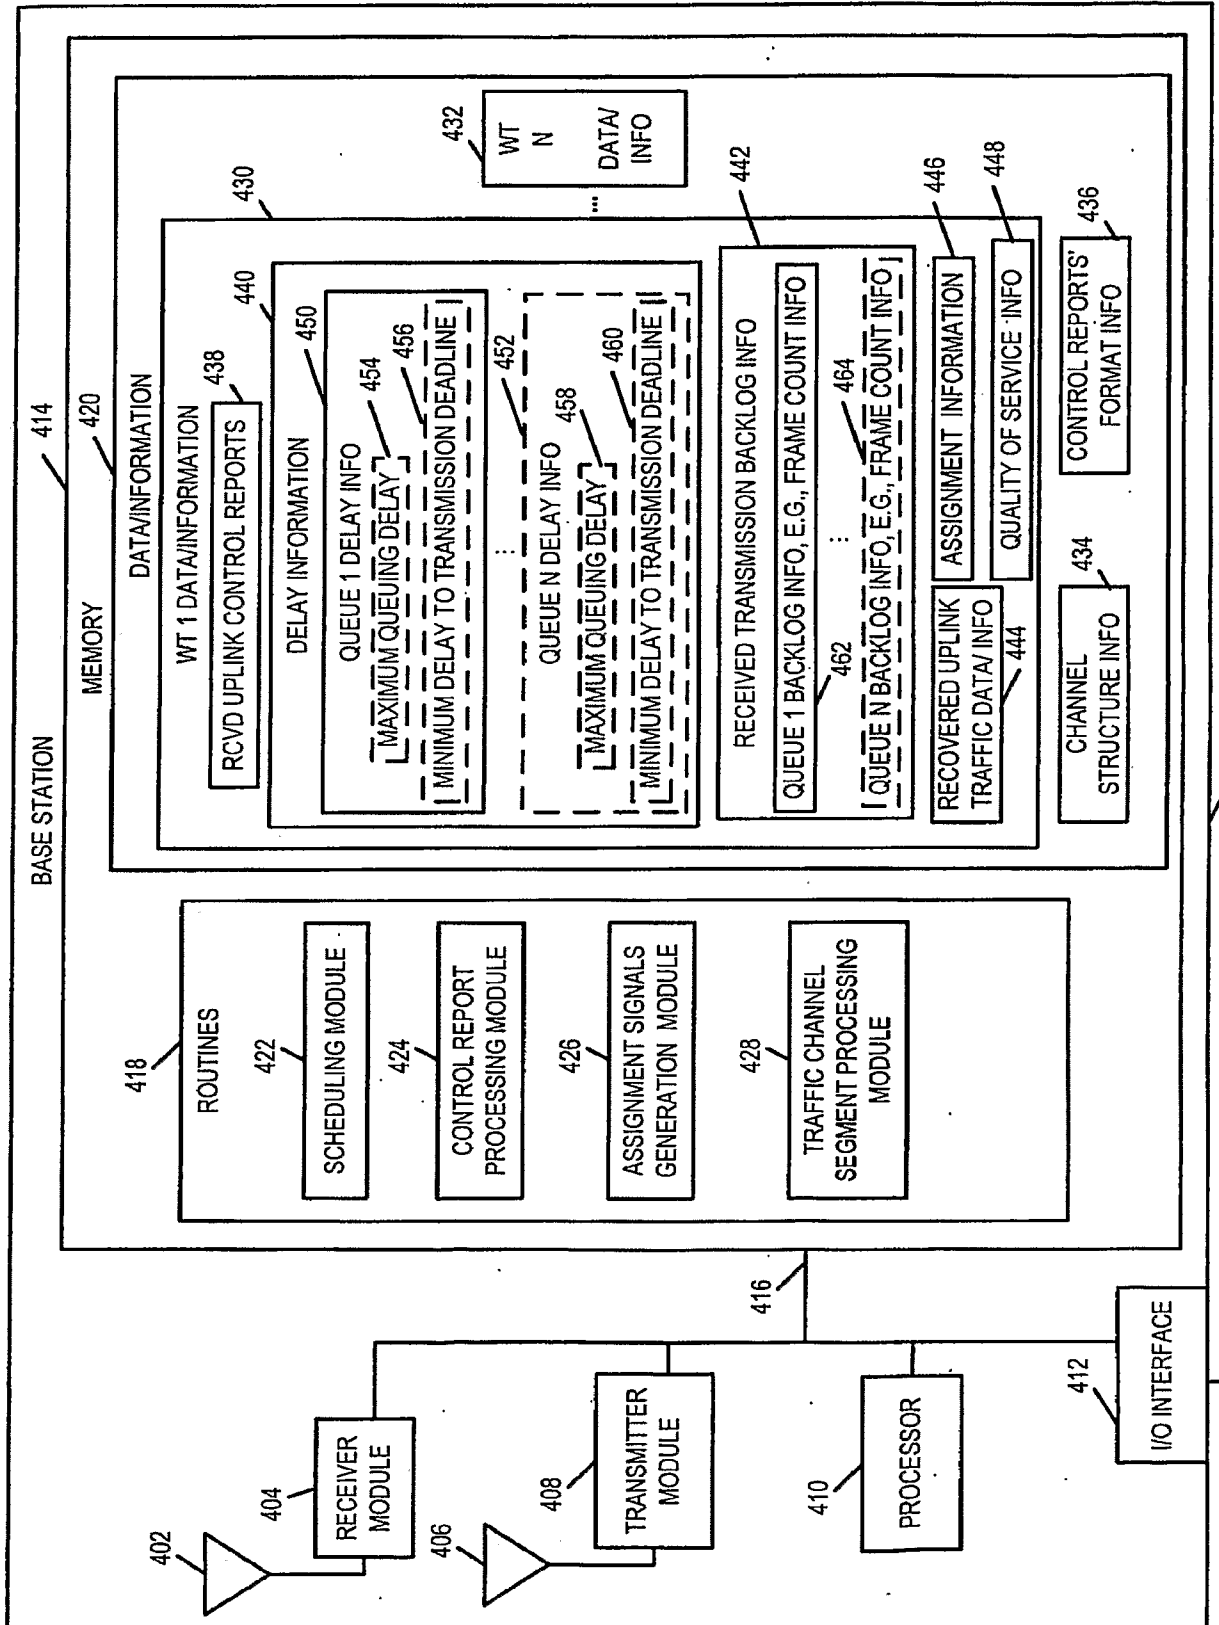 BASE STATION
414
MEMORY
420
DATA/INFORMATION
430
WT 1 DATA/INFORMATION
438
RCVD UPLINK CONTROL REPORTS
440
DELAY INFORMATION
450
QUEUE 1 DELAY INFO
454
MAXIMUM QUEUING DELAY
456
MINIMUM DELAY TO TRANSMISSION DEADLINE
...
452
QUEUE N DELAY INFO
458
MAXIMUM QUEUING DELAY
460
MINIMUM DELAY TO TRANSMISSION DEADLINE
442
RECEIVED TRANSMISSION BACKLOG INFO
QUEUE 1 BACKLOG INFO, E.G., FRAME COUNT INFO
462
...
464
QUEUE N BACKLOG INFO, E.G., FRAME COUNT INFO
RECOVERED UPLINK
TRAFFIC DATA/ INFO
444
ASSIGNMENT INFORMATION
446
QUALITY OF SERVICE INFO
448
...
432
WT
N
DATA/
INFO
434
CHANNEL
STRUCTURE INFO
436
CONTROL REPORTS'
FORMAT INFO
418
ROUTINES
422
SCHEDULING MODULE
424
CONTROL REPORT
PROCESSING MODULE
426
ASSIGNMENT SIGNALS
GENERATION MODULE
428
TRAFFIC CHANNEL
SEGMENT PROCESSING
MODULE
416
402
404
RECEIVER
MODULE
406
408
TRANSMITTER
MODULE
410
PROCESSOR
412
I/O INTERFACE